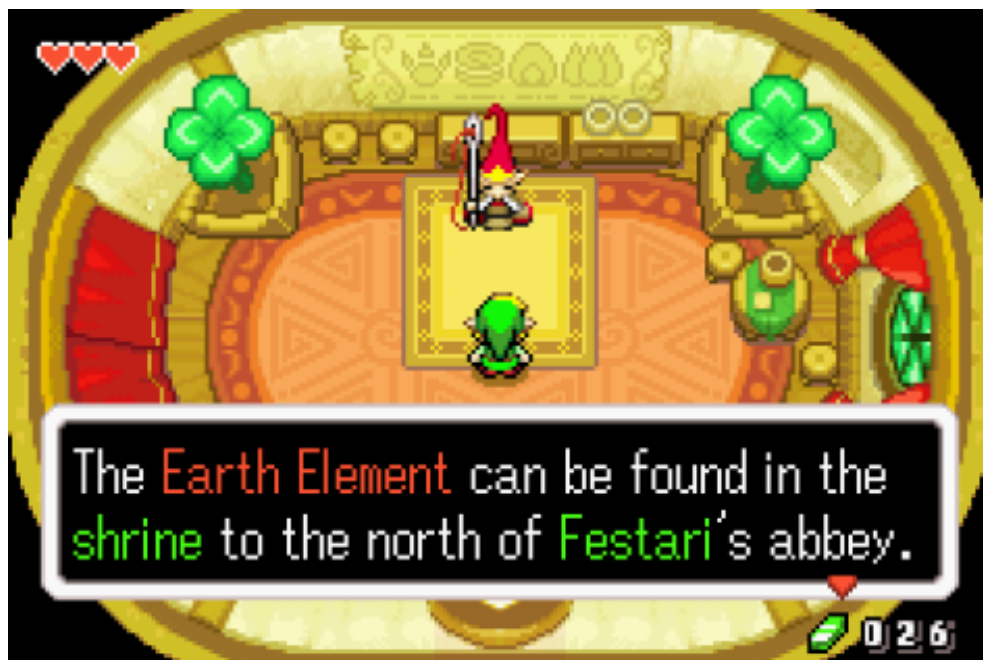 The Earth Element can be found in the
shrine to the north of Festari's abbey.
026